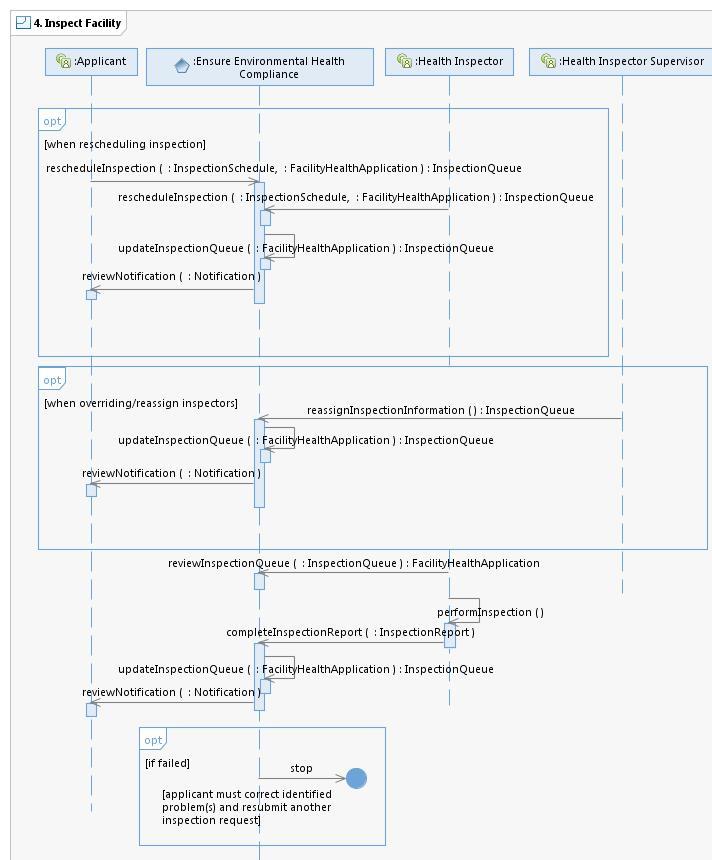 4. Inspect Facility
:Applicant
:Ensure Environmental Health
Compliance
:Health Inspector
:Health Inspector Supervisor
opt
[when rescheduling inspection]
rescheduleInspection ( : InspectionSchedule, : FacilityHealthApplication ) : InspectionQueue
rescheduleInspection ( : InspectionSchedule, : FacilityHealthApplication ) : InspectionQueue
updateInspectionQueue ( : FacilityHealthApplication ) : InspectionQueue
reviewNotification ( : Notification )
opt
[when overriding/reassign inspectors]
reassignInspectionInformation ( ) : InspectionQueue
updateInspectionQueue ( : FacilityHealthApplication ) : InspectionQueue
reviewNotification ( : Notification )
reviewInspectionQueue ( : InspectionQueue ) : FacilityHealthApplication
performInspection ( )
completeInspectionReport ( : InspectionReport )
updateInspectionQueue ( : FacilityHealthApplication ) : InspectionQueue
reviewNotification ( : Notification )
opt
[if failed]
stop
[applicant must correct identified
problem(s) and resubmit another
inspection request]